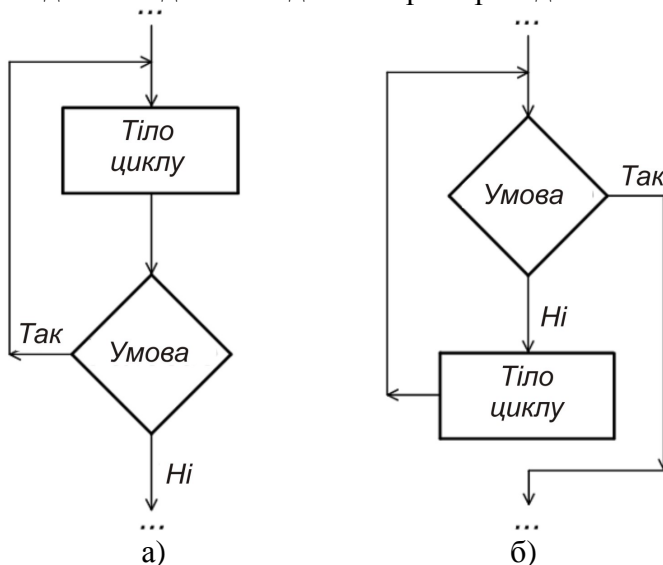 ...
Тіло
циклу
Так
Умова
Ні
...
а)
...
Умова
Так
Ні
Тіло
циклу
...
б)